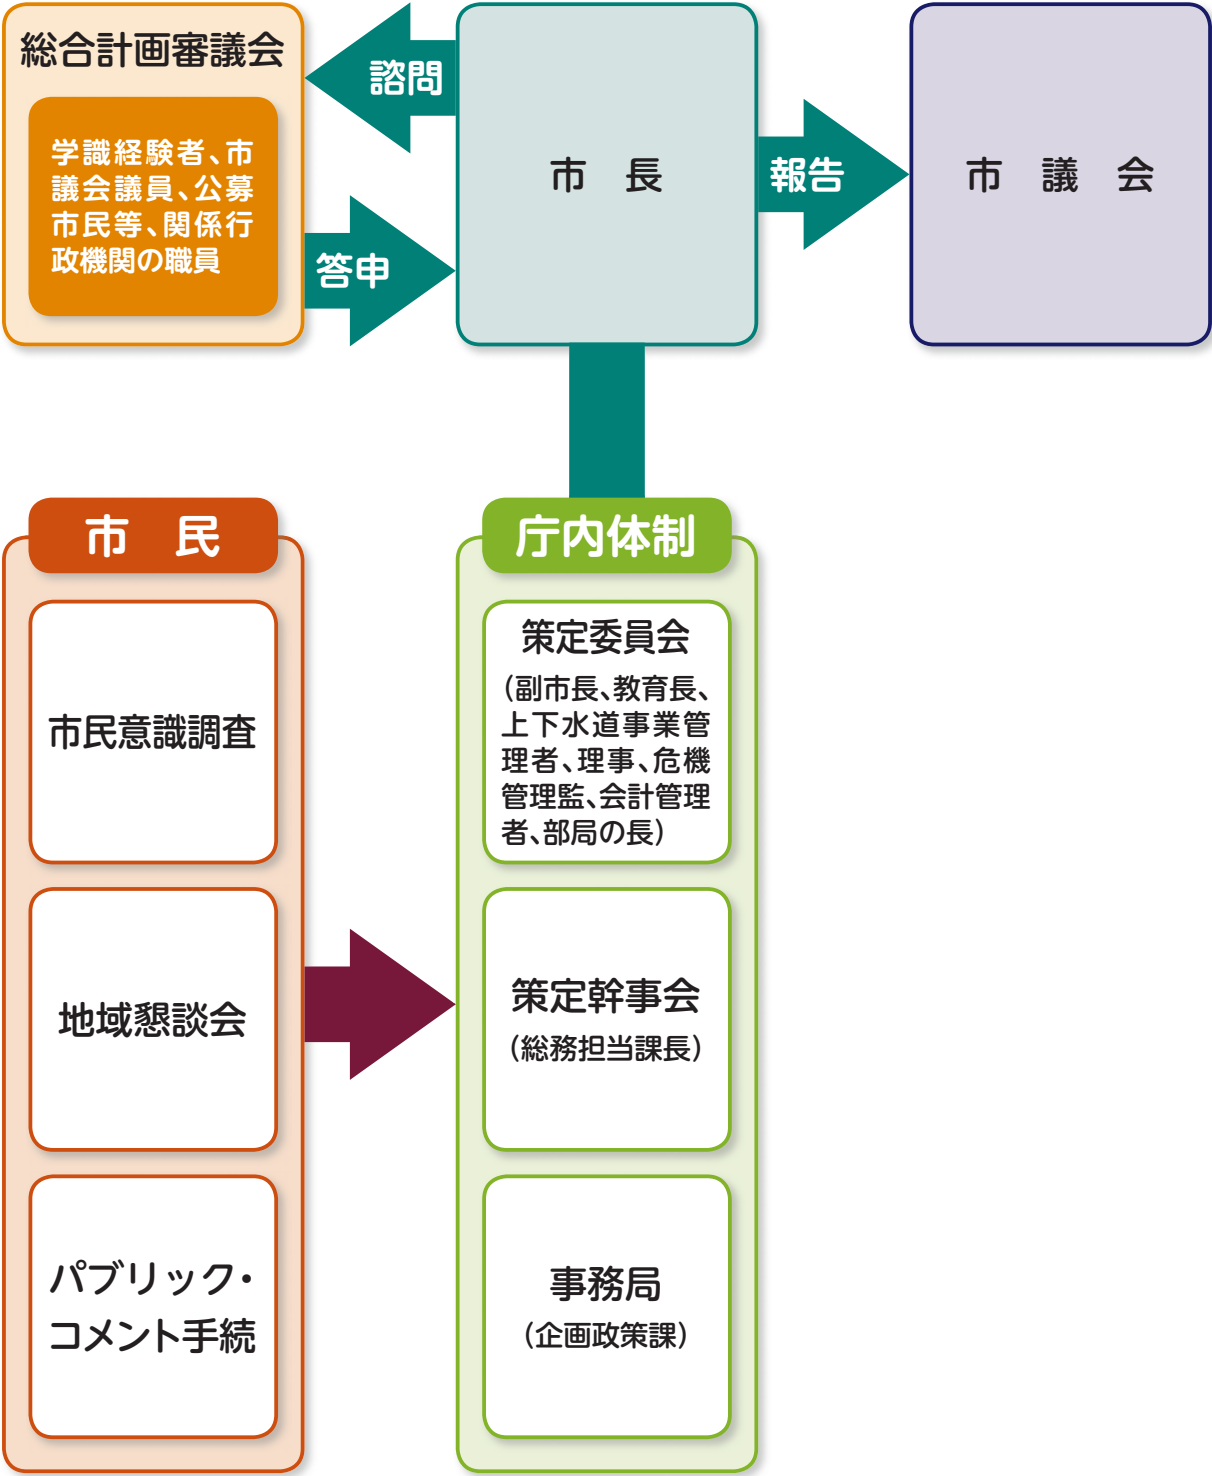 総合計画審議会
学識経験者、市
議会議員、公募
市民等、関係行
政機関の職員
諮問
答申
市　長
報告
市　議　会
市　民
市民意識調査
地域懇談会
パブリック・
コメント手続
庁内体制
策定委員会
（副市長、教育長、
上下水道事業管
理者、理事、危機
管理監、会計管理
者、部局の長）
策定幹事会
（総務担当課長）
事務局
（企画政策課）